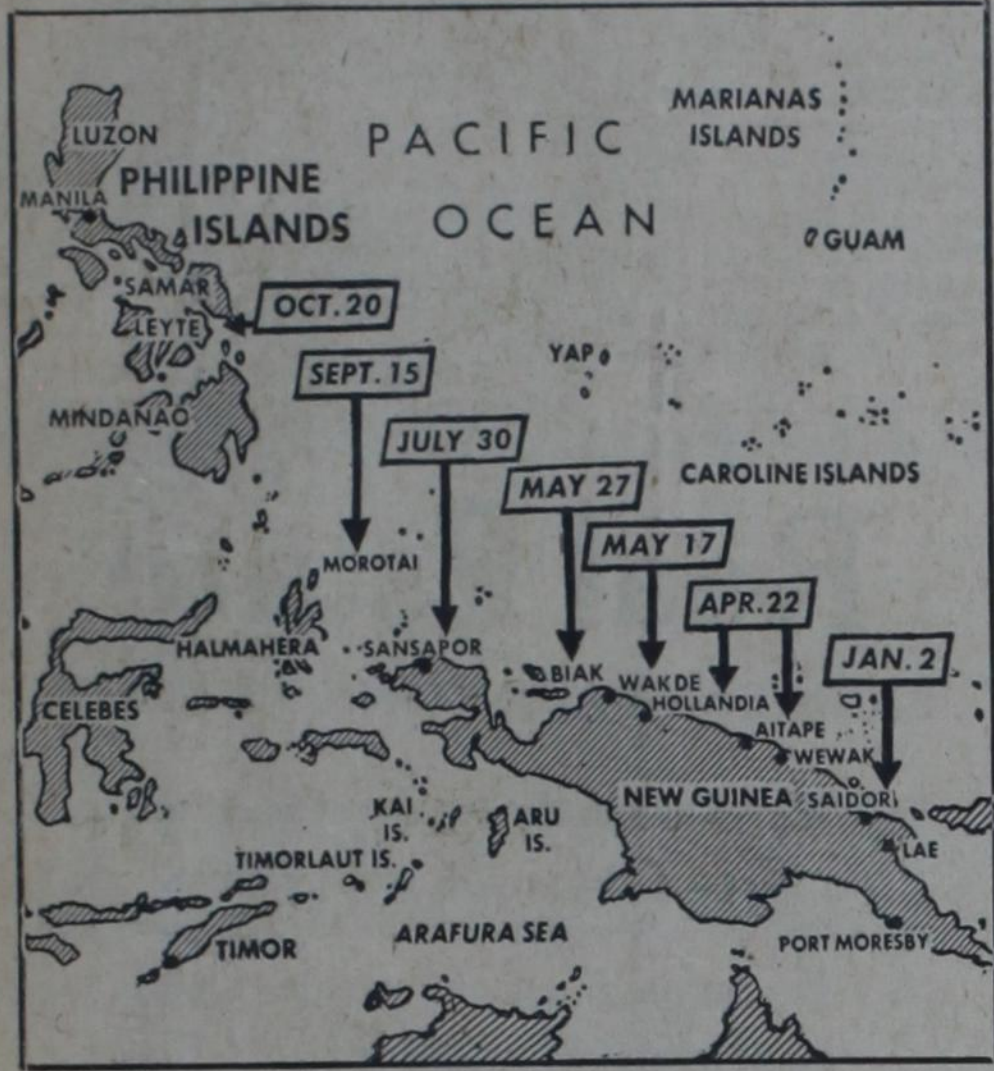 MARIANAS
ISLANDS
PACIFIC
OCEAN
LUZON
PHILIPPINE
ISLANDS
MANILA
GUAM
SAMAR
OCT. 20
LEYTE
SEPT. 15
YAP
MINDANAO
JULY 30
CAROLINE ISLANDS
MAY 27
MAY 17
MOROTAI
APR. 22
HALMAHERA
SANSAPOR
JAN. 2
BIAK
WAKDE
HOLLANDIA
CELEBES
AITAPE
WEWAK
NEW GUINEA
SAIDORI
KAI
IS.
ARU
IS.
LAE
TIMORLAUT IS.
ARAFURA SEA
TIMOR
PORT MORESBY